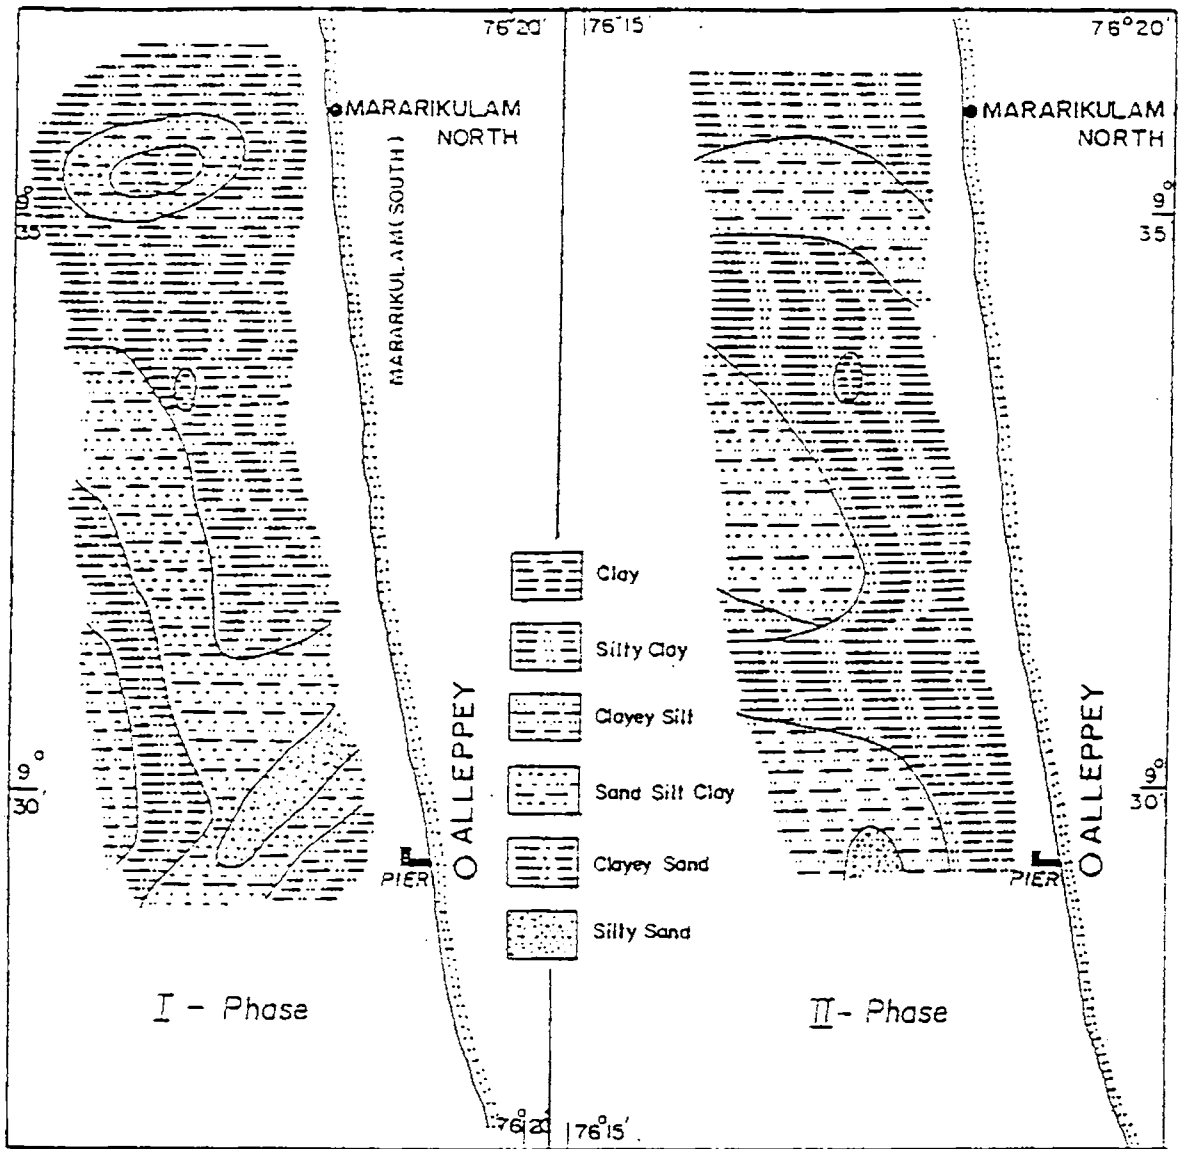 76°20'
76°15'
76°20'
MARARIKULAM
NORTH
MARARIKULAM (SOUTH)
MARARIKULAM
NORTH
9°
35
9°
35
Clay
Silty Clay
Clayey Silt
Sand Silt Clay
Clayey Sand
Silty Sand
9°
30'
9°
30'
ALLEPPEY
PIER
ALLEPPEY
PIER
I - Phase
II - Phase
76°20'
76°15'